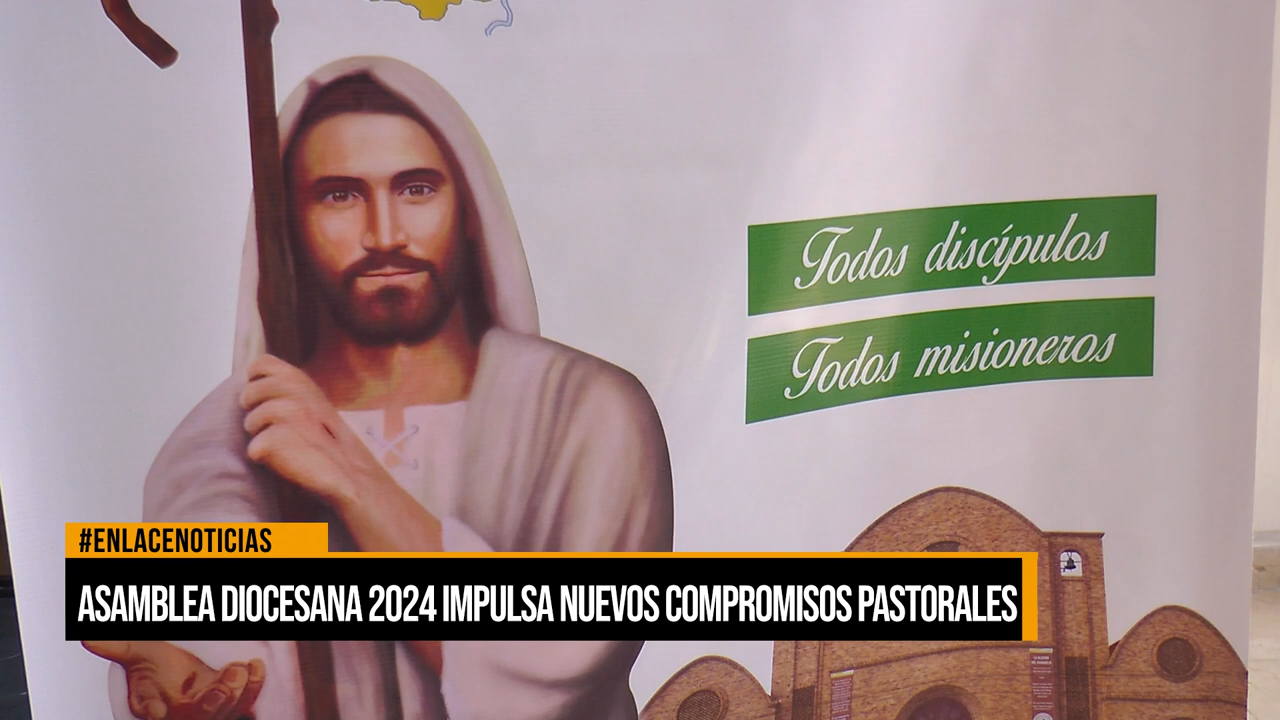 Todos discípulos
Todos misioneros
#ENLACENOTICIAS
ASAMBLEA DIOCESANA 2024 IMPULSA NUEVOS COMPROMISOS PASTORALES